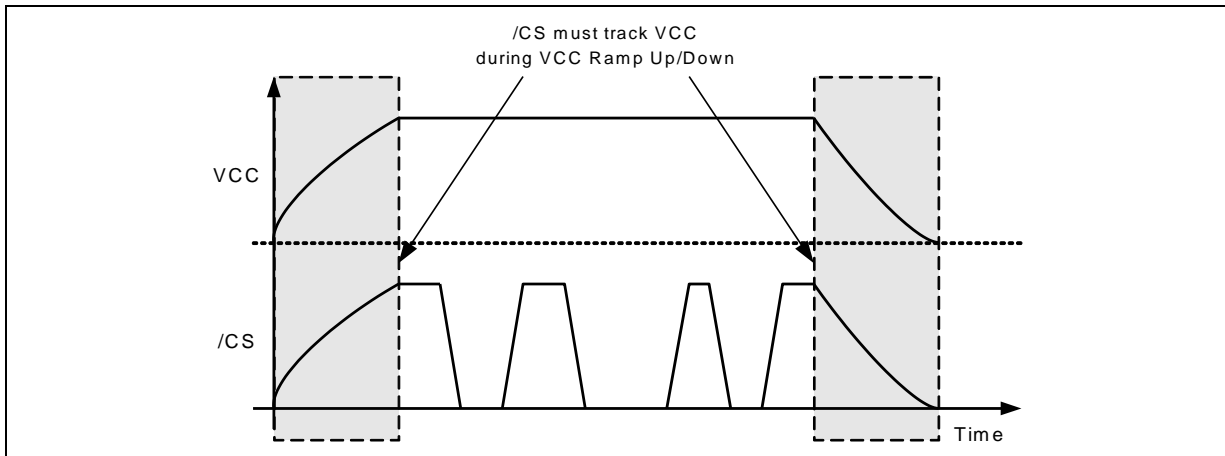 /CS must track VCC
during VCC Ramp Up/Down
VCC
/CS
Time